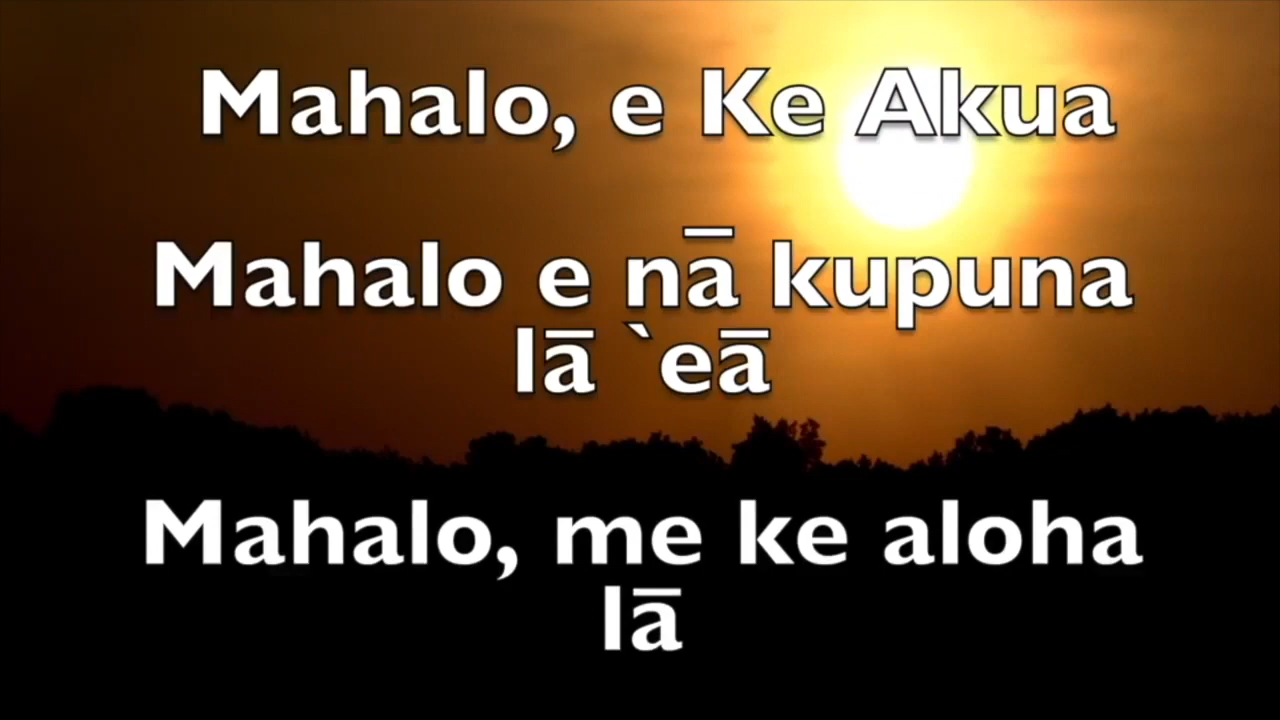 Mahalo, e Ke Akua
Mahalo e nā kupuna
lā `eā
Mahalo, me ke aloha
lā